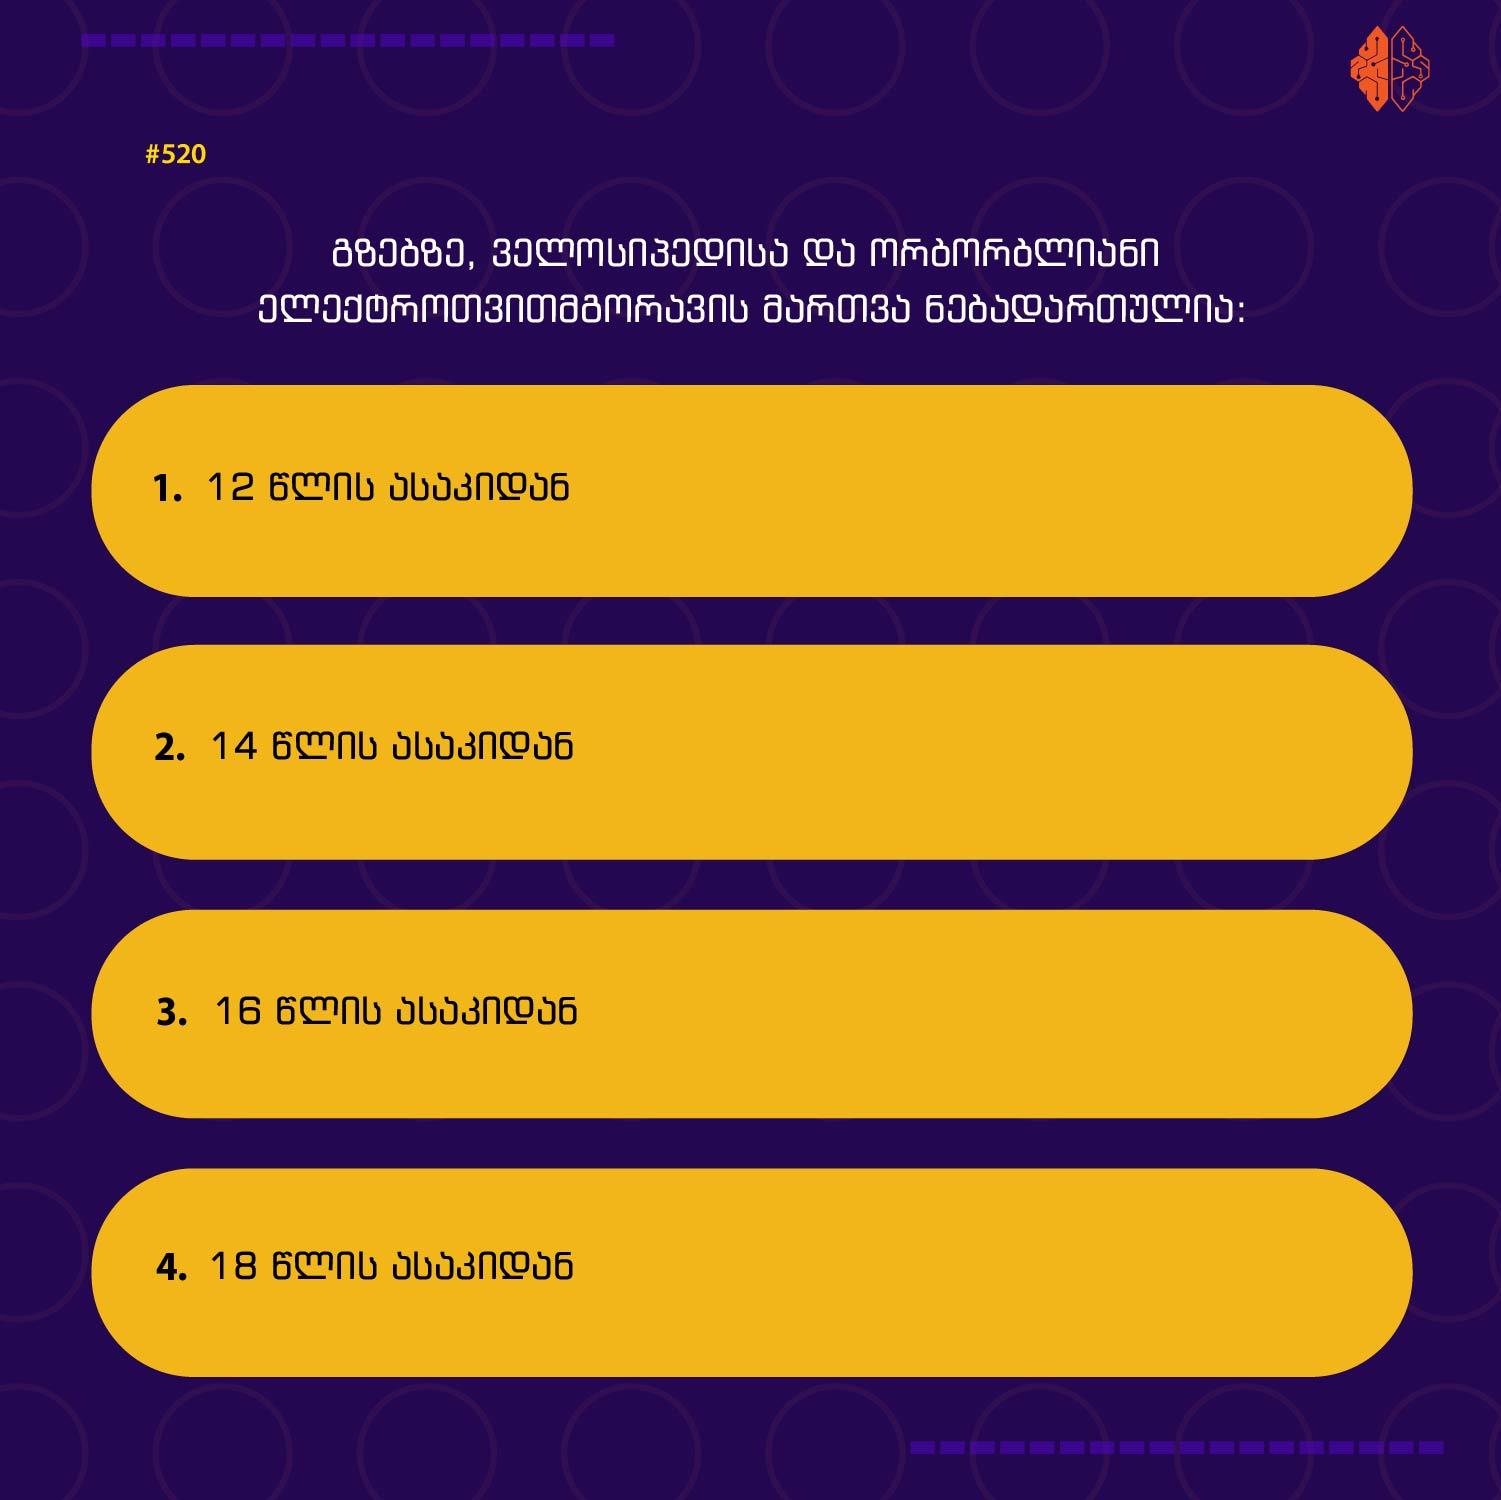 #520
გზებზე, ველოსიპედისა და ორბორბლიანი
ელექტროთვითმგორავის მართვა ნებადართულია:
1. 12 წლის ასაკიდან
2. 14 წლის ასაკიდან
3. 16 წლის ასაკიდან
4. 18 წლის ასაკიდან